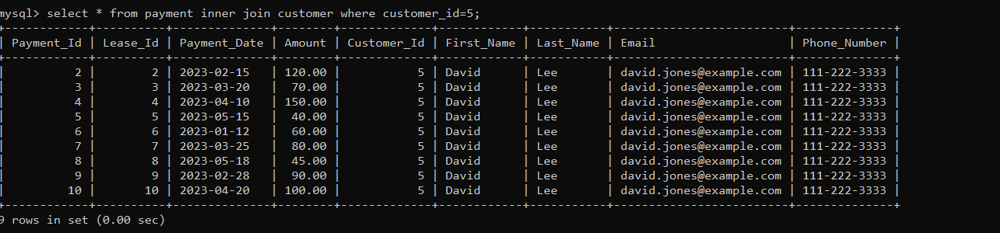 mysql> select * from payment inner join customer where customer_id=5;
+------------+----------+--------------+--------+-------------+------------+-----------+-------------------------+--------------+
| Payment_Id | Lease_Id | Payment_Date | Amount | Customer_Id | First_Name | Last_Name | Email                   | Phone_Number |
+------------+----------+--------------+--------+-------------+------------+-----------+-------------------------+--------------+
|          2 |        2 | 2023-02-15   | 120.00 |           5 | David      | Lee       | david.jones@example.com | 111-222-3333 |
|          3 |        3 | 2023-03-20   |  70.00 |           5 | David      | Lee       | david.jones@example.com | 111-222-3333 |
|          4 |        4 | 2023-04-10   | 150.00 |           5 | David      | Lee       | david.jones@example.com | 111-222-3333 |
|          5 |        5 | 2023-05-15   |  40.00 |           5 | David      | Lee       | david.jones@example.com | 111-222-3333 |
|          6 |        6 | 2023-01-12   |  60.00 |           5 | David      | Lee       | david.jones@example.com | 111-222-3333 |
|          7 |        7 | 2023-03-25   |  80.00 |           5 | David      | Lee       | david.jones@example.com | 111-222-3333 |
|          8 |        8 | 2023-05-18   |  45.00 |           5 | David      | Lee       | david.jones@example.com | 111-222-3333 |
|          9 |        9 | 2023-02-28   |  90.00 |           5 | David      | Lee       | david.jones@example.com | 111-222-3333 |
|         10 |       10 | 2023-04-20   | 100.00 |           5 | David      | Lee       | david.jones@example.com | 111-222-3333 |
+------------+----------+--------------+--------+-------------+------------+-----------+-------------------------+--------------+
9 rows in set (0.00 sec)